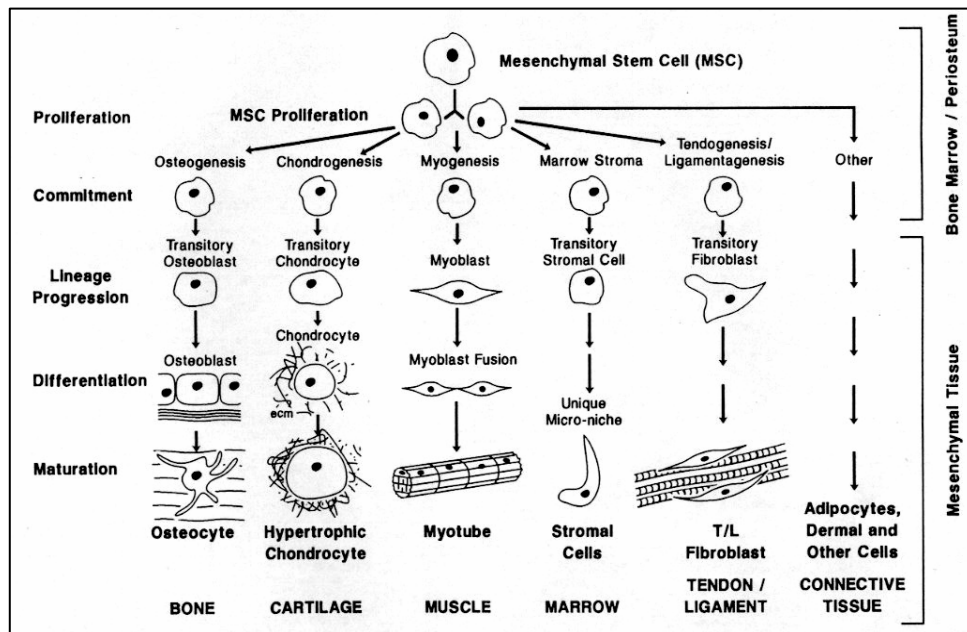 Mesenchymal Stem Cell (MSC)
Proliferation
MSC Proliferation
Osteogenesis
Chondrogenesis
Myogenesis
Marrow Stroma
Tendogenesis/
Ligamentagenesis
Other
Commitment
Transitory
Osteoblast
Transitory
Chondrocyte
Myoblast
Transitory
Stromal Cell
Transitory
Fibroblast
Lineage
Progression
Chondrocyte
Osteoblast
Myoblast Fusion
Differentiation
ecm
Unique
Micro-niche
Maturation
Osteocyte
Hypertrophic
Chondrocyte
Myotube
Stromal
Cells
T/L
Fibroblast
Adipocytes,
Dermal and
Other Cells
BONE
CARTILAGE
MUSCLE
MARROW
TENDON /
LIGAMENT
CONNECTIVE
TISSUE
Bone Marrow / Periosteum
Mesenchymal Tissue